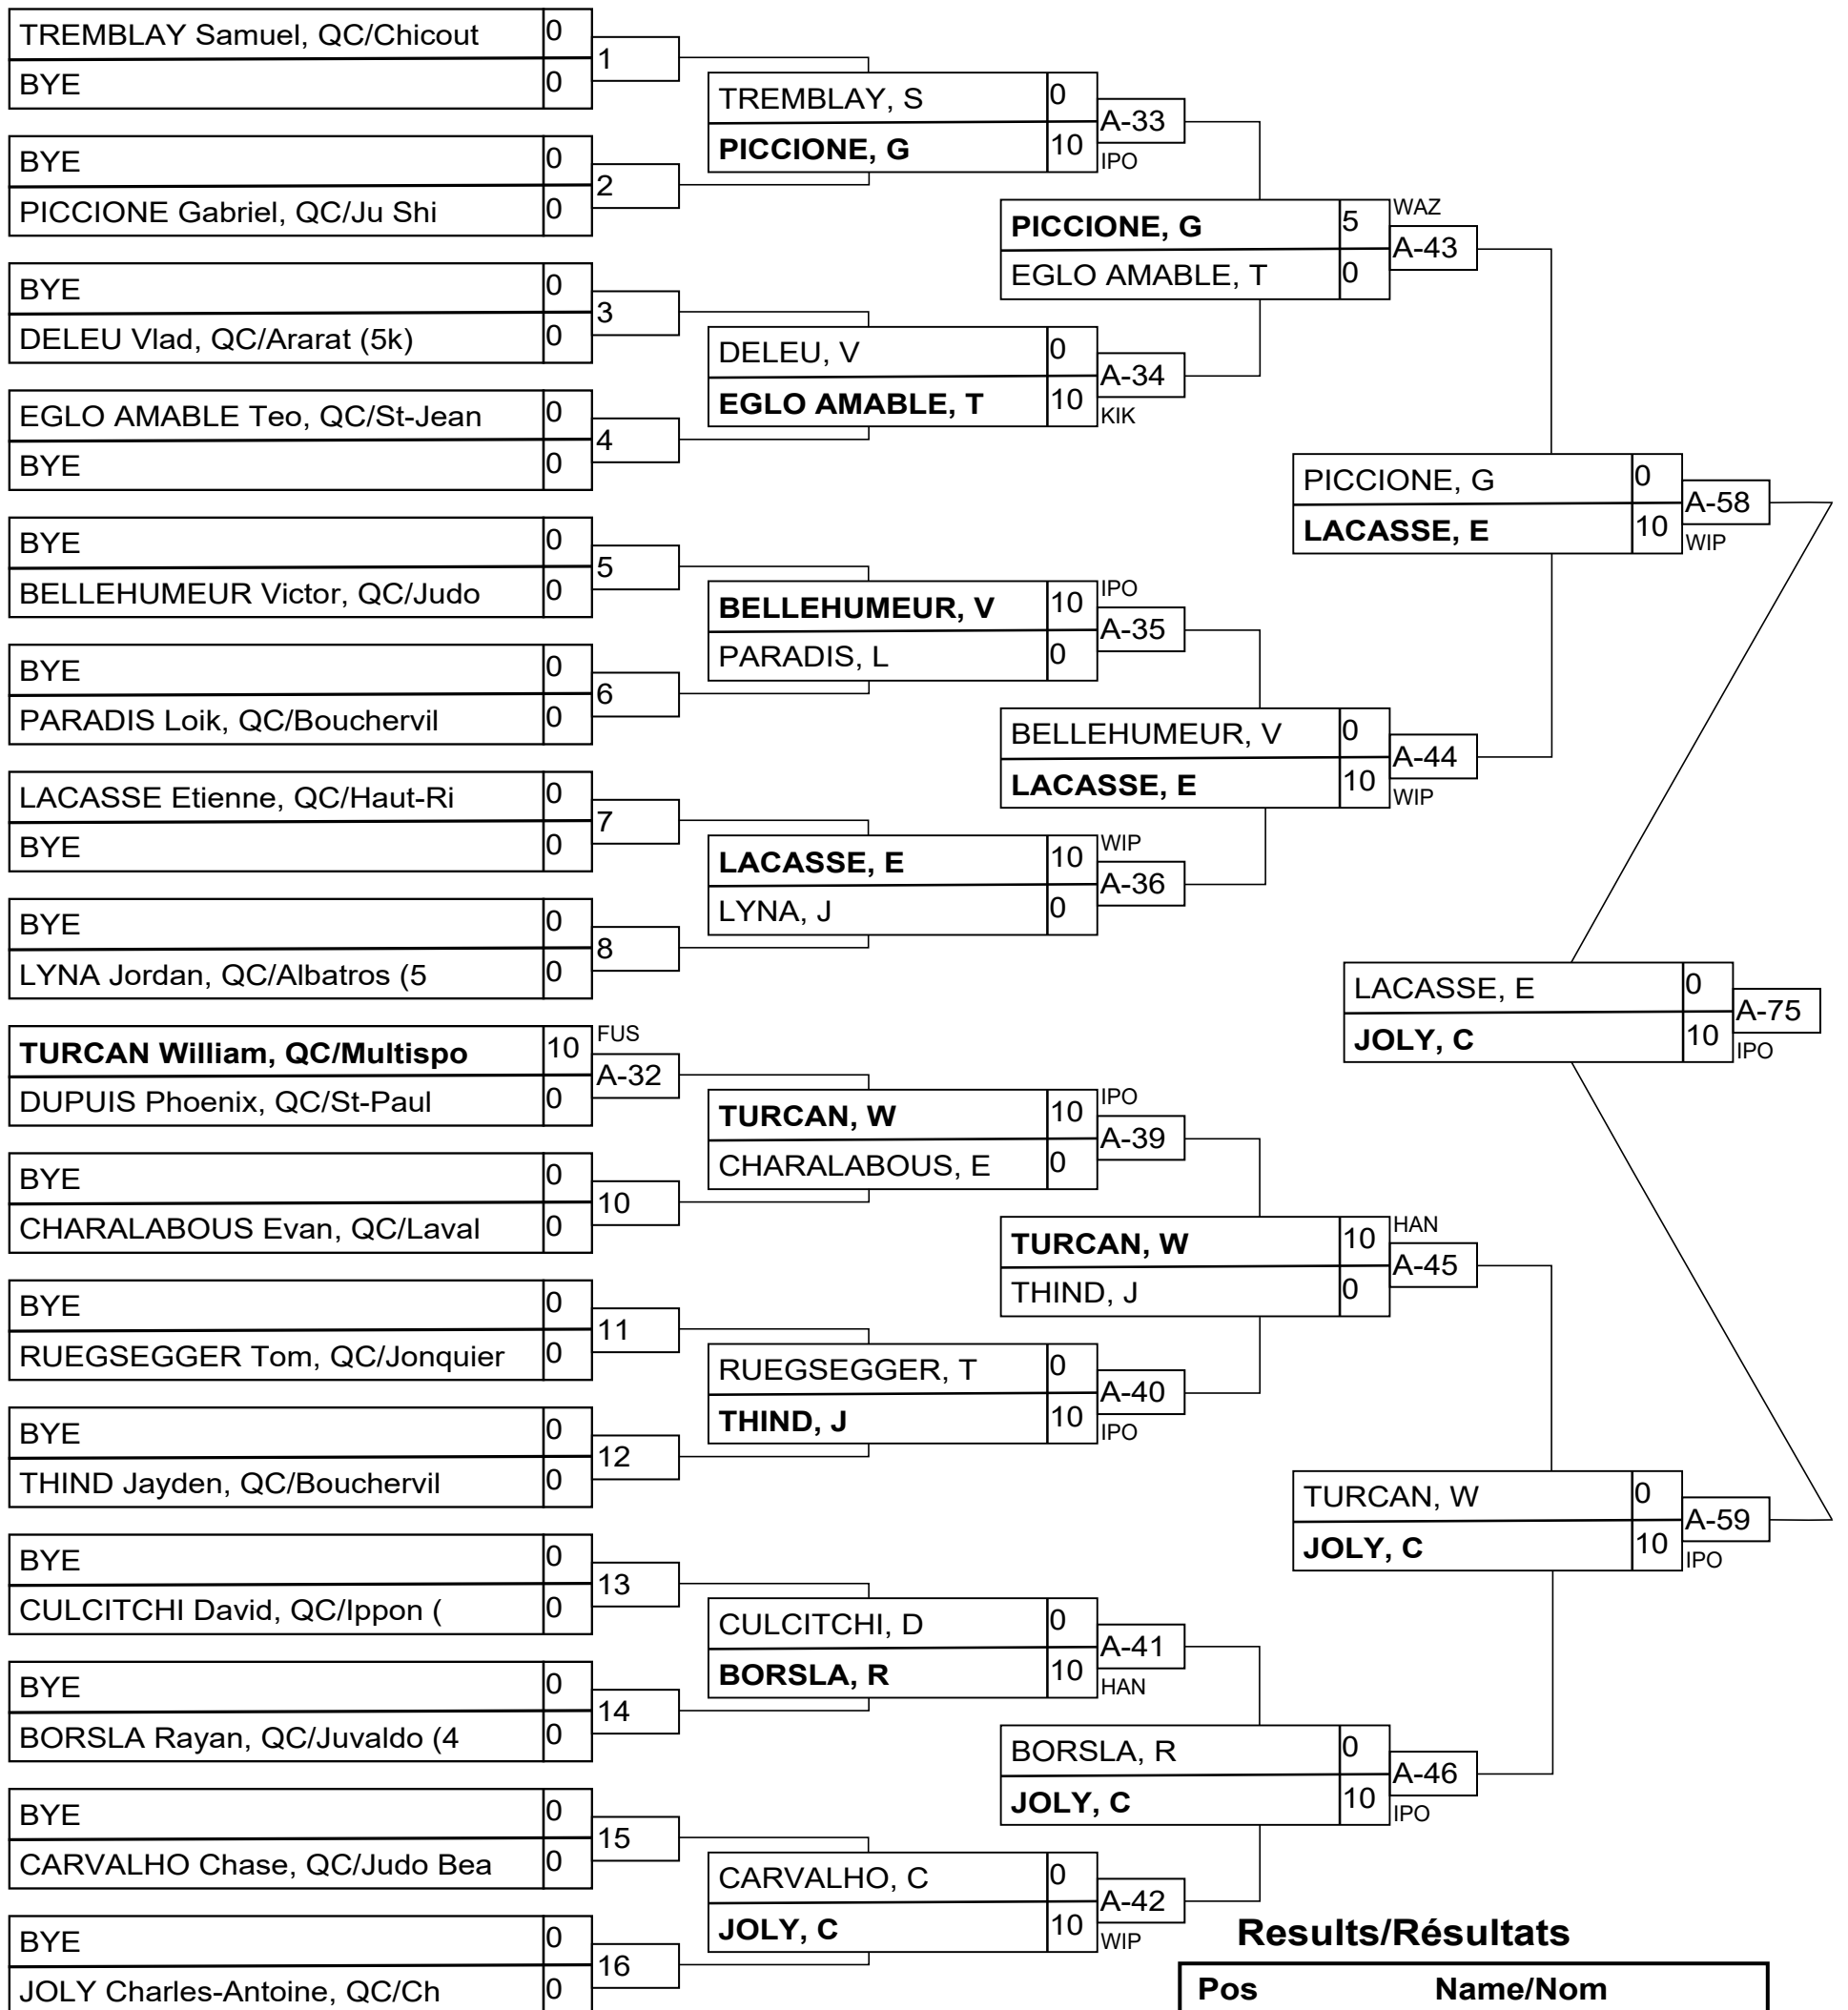 TREMBLAY Samuel, QC/Chicout 0
1
BYE 0
BYE 0
2
PICCIONE Gabriel, QC/Ju Shi 0
BYE 0
3
DELEU Vlad, QC/Ararat (5k) 0
EGLO AMABLE Teo, QC/St-Jean 0
4
BYE 0
BYE 0
5
BELLEHUMEUR Victor, QC/Judo 0
BYE 0
6
PARADIS Loik, QC/Bouchervil 0
LACASSE Etienne, QC/Haut-Ri 0
7
BYE 0
BYE 0
8
LYNA Jordan, QC/Albatros (5 0
TURCAN William, QC/Multispo 10 FUS
A-32
DUPUIS Phoenix, QC/St-Paul 0
BYE 0
10
CHARALABOUS Evan, QC/Laval 0
BYE 0
11
RUEGSEGGER Tom, QC/Jonquier 0
BYE 0
12
THIND Jayden, QC/Bouchervil 0
BYE 0
13
CULCITCHI David, QC/Ippon ( 0
BYE 0
14
BORSLA Rayan, QC/Juvaldo (4 0
BYE 0
15
CARVALHO Chase, QC/Judo Bea 0
BYE 0
16
JOLY Charles-Antoine, QC/Ch 0
TREMBLAY, S 0
A-33
PICCIONE, G 10 IPO
DELEU, V 0
A-34
EGLO AMABLE, T 10 KIK
BELLEHUMEUR, V 10 IPO
A-35
PARADIS, L 0
LACASSE, E 10 WIP
A-36
LYNA, J 0
TURCAN, W 10 IPO
A-39
CHARALABOUS, E 0
RUEGSEGGER, T 0
A-40
THIND, J 10 IPO
CULCITCHI, D 0
A-41
BORSLA, R 10 HAN
CARVALHO, C 0
A-42
JOLY, C 10 WIP
PICCIONE, G 5 WAZ
A-43
EGLO AMABLE, T 0
BELLEHUMEUR, V 0
A-44
LACASSE, E 10 WIP
TURCAN, W 10 HAN
A-45
THIND, J 0
BORSLA, R 0
A-46
JOLY, C 10 IPO
PICCIONE, G 0
A-58
LACASSE, E 10 WIP
TURCAN, W 0
A-59
JOLY, C 10 IPO
LACASSE, E 0
A-75
JOLY, C 10 IPO
Results/Résultats
Pos Name/Nom